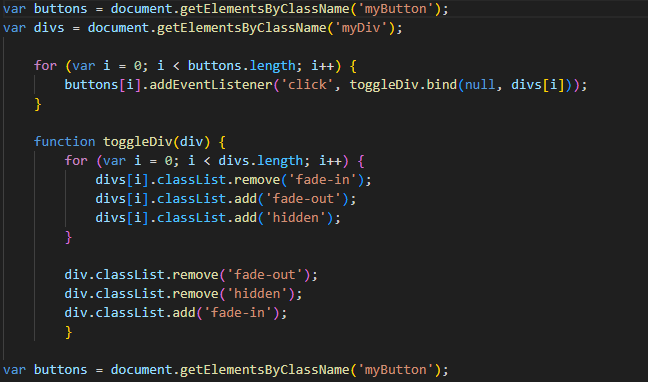 var buttons = document.getElementsByClassName('myButton');
var divs = document.getElementsByClassName('myDiv');
for (var i = 0; i < buttons.length; i++) {
buttons[i].addEventListener('click', toggleDiv.bind(null, divs[i]));
}
function toggleDiv(div) {
for (var i = 0; i < divs.length; i++) {
divs[i].classList.remove('fade-in');
divs[i].classList.add('fade-out');
divs[i].classList.add('hidden');
}
div.classList.remove('fade-out');
div.classList.remove('hidden');
div.classList.add('fade-in');
}
var buttons = document.getElementsByClassName('myButton');